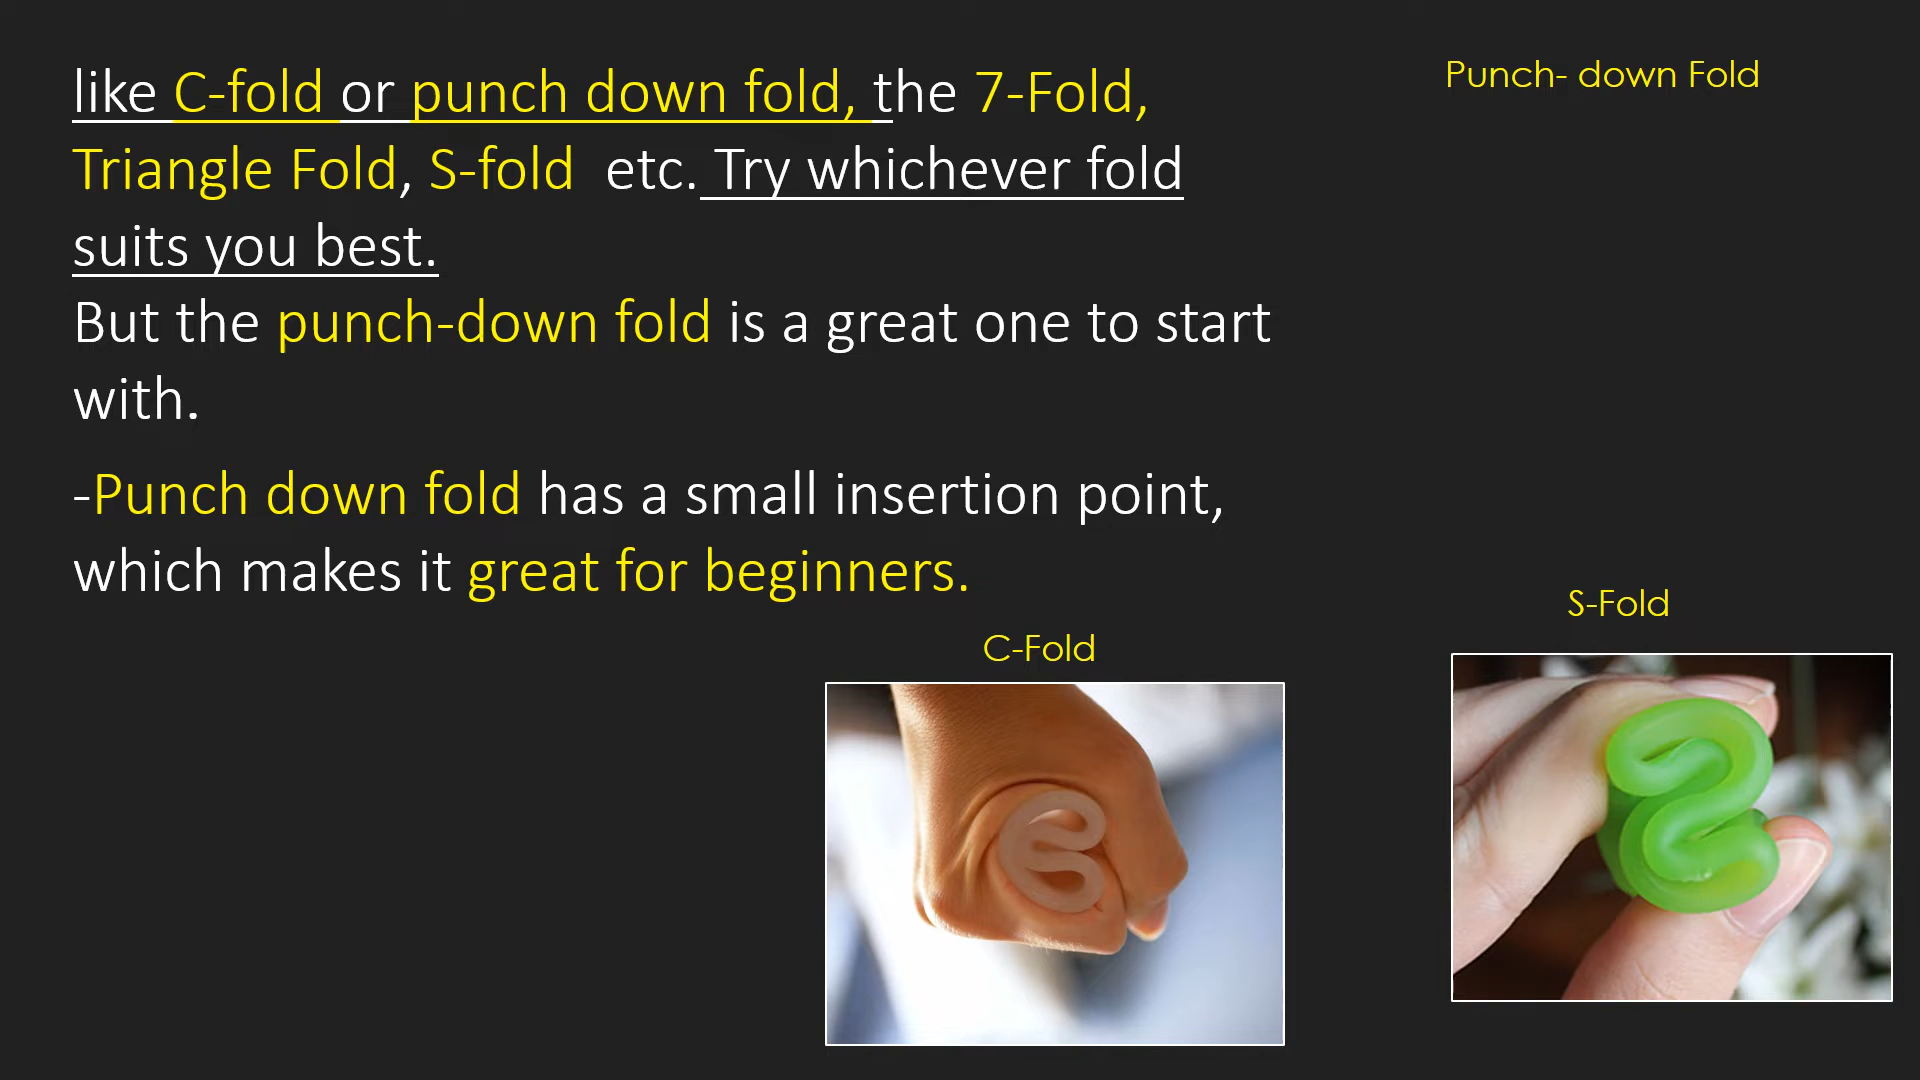 like C-fold or punch down fold, the 7-Fold,
Triangle Fold, S-fold  etc. Try whichever fold
suits you best.
But the punch-down fold is a great one to start
with.
-Punch down fold has a small insertion point,
which makes it great for beginners.
Punch- down Fold
C-Fold
S-Fold